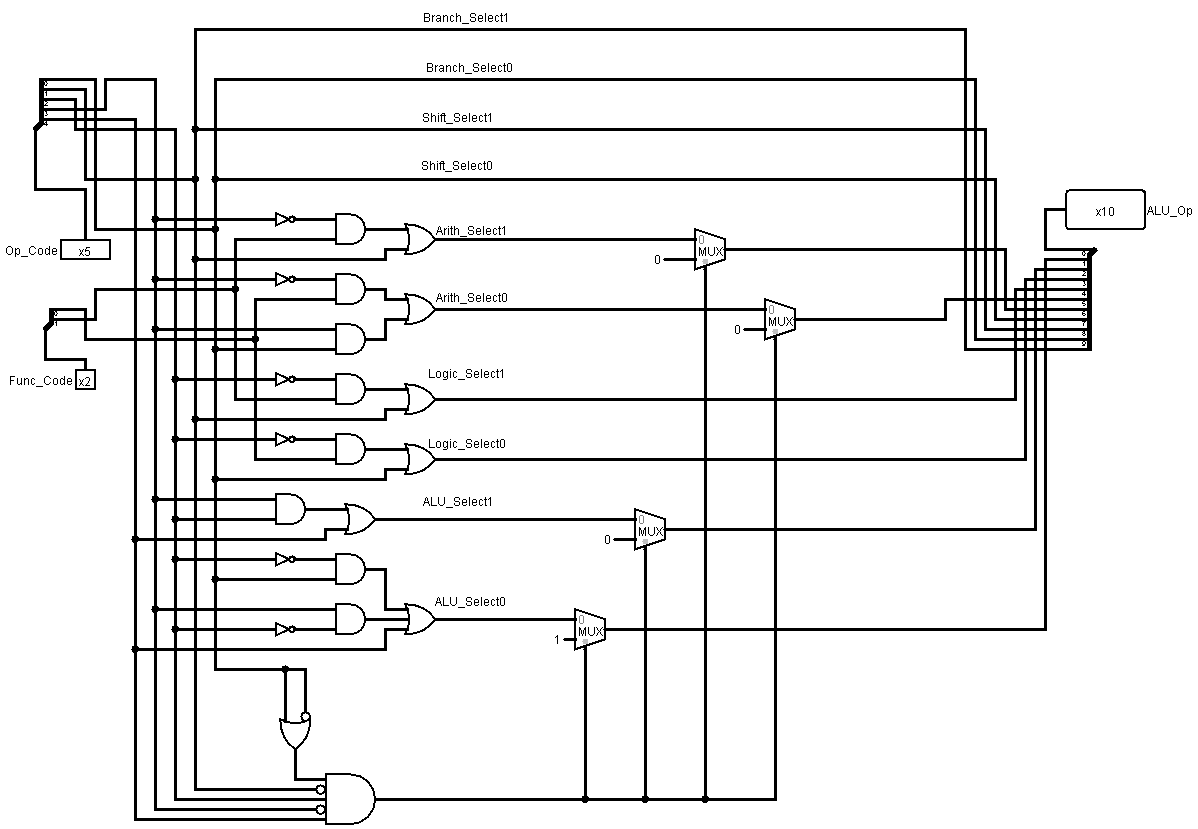 Branch_Select1
Branch_Select0
Shift_Select1
Shift_Select0
0
1
2
3
4
Op_Code x5
Arith_Select1
0
MUX
0
x10 ALU_Op
Arith_Select0
0
MUX
0
0
1
Func_Code x2
0
1
2
3
4
5
6
7
8
9
Logic_Select1
Logic_Select0
ALU_Select1
0
MUX
0
ALU_Select0
0
MUX
1